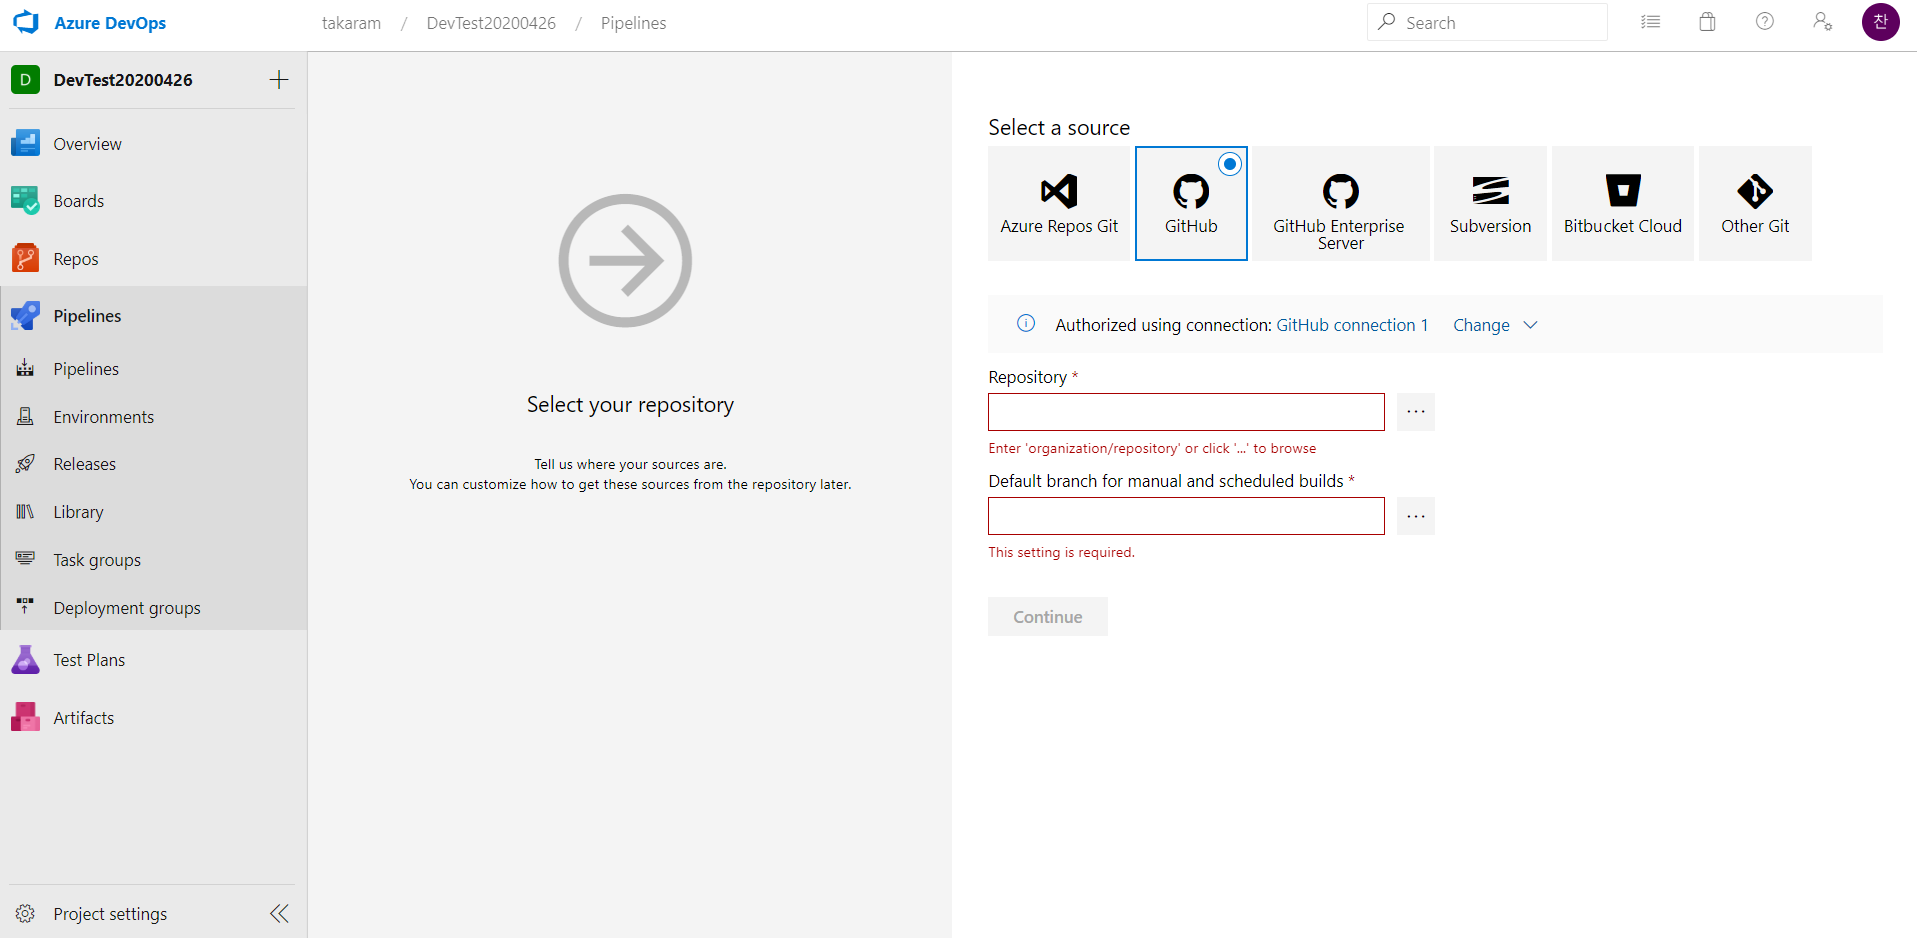 Azure DevOps
takaram / DevTest20200426 / Pipelines
Search
찬
D DevTest20200426
Overview
Boards
Repos
Pipelines
Pipelines
Environments
Releases
Library
Task groups
Deployment groups
Test Plans
Artifacts
Project settings
Select your repository
Tell us where your sources are.
You can customize how to get these sources from the repository later.
Select a source
Azure Repos Git
GitHub
GitHub Enterprise
Server
Subversion
Bitbucket Cloud
Other Git
Authorized using connection: GitHub connection 1 Change
Repository *
...
Enter 'organization/repository' or click '...' to browse
Default branch for manual and scheduled builds *
...
This setting is required.
Continue